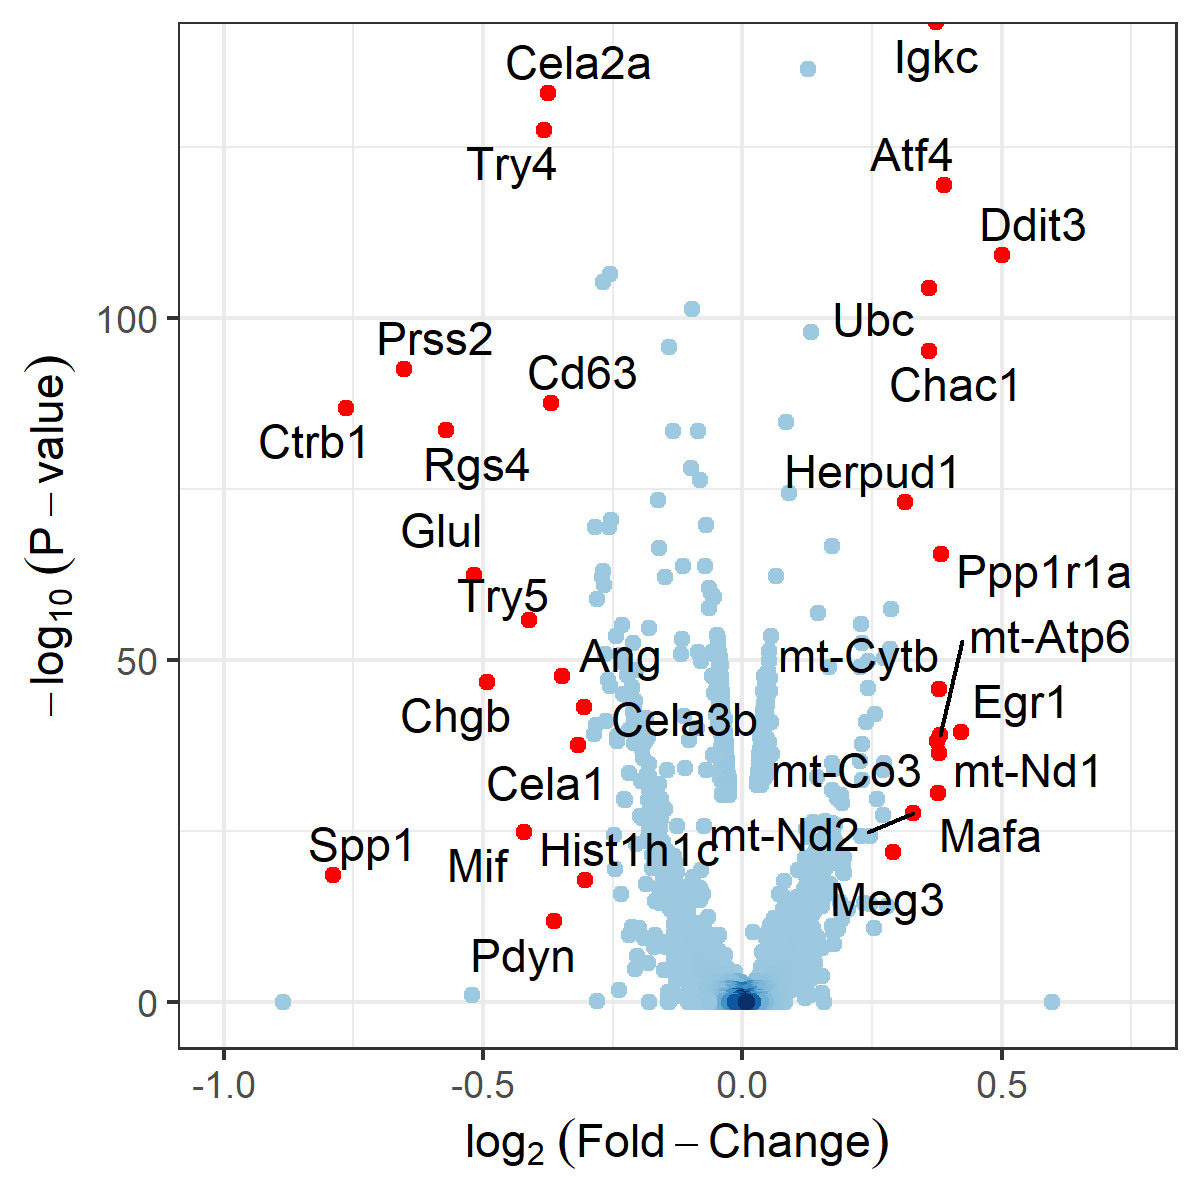 Cela2a
Igkc
Try4
Atf4
Ddit3
Ubc
Prss2
Cd63
Chac1
Ctrb1
Rgs4
Herpud1
Glul
Ppp1r1a
Try5
mt-Atp6
Ang
mt-Cytb
Egr1
Chgb
Cela3b
mt-Co3
mt-Nd1
Cela1
Spp1
Mif
Hist1h1c
mt-Nd2
Mafa
Meg3
Pdyn
100
50
0
-1.0
-0.5
0.0
0.5
−log10 (P − value)
log2 (Fold − Change)